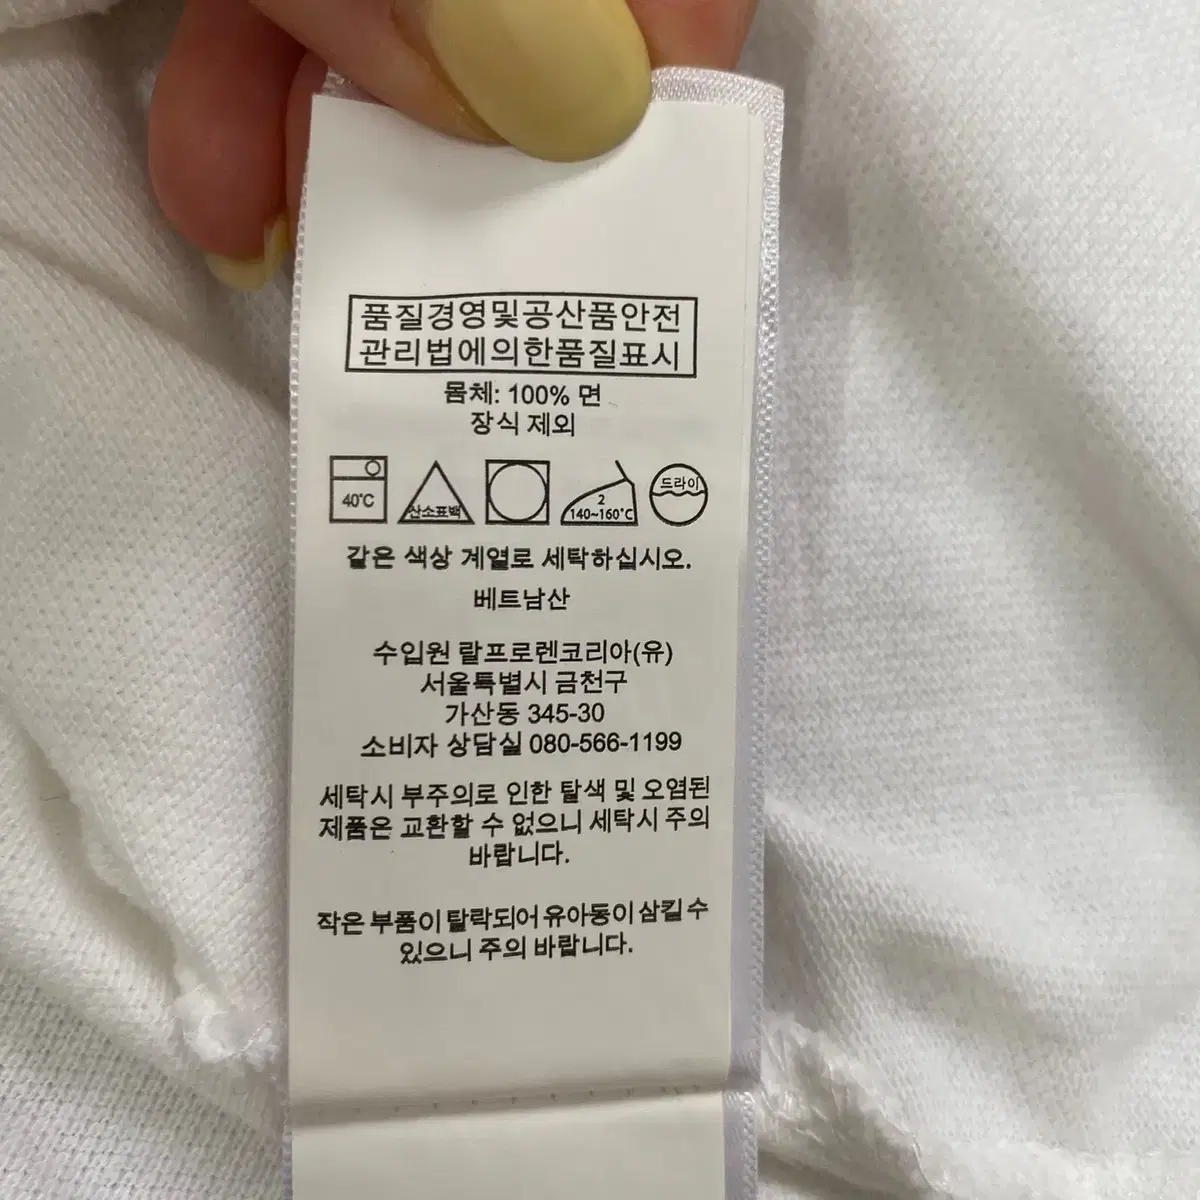 품질경영및공산품안전
관리법에의한품질표시
몸체: 100% 면
장식 제외
40℃ 산소표백 2 140~160℃ 드라이
같은 색상 계열로 세탁하십시오.
베트남산
수입원 랄프로렌코리아(유)
서울특별시 금천구
가산동 345-30
소비자 상담실 080-566-1199
세탁시 부주의로 인한 탈색 및 오염된
제품은 교환할 수 없으니 세탁시 주의
바랍니다.
작은 부품이 탈락되어 유아동이 삼킬 수
있으니 주의 바랍니다.